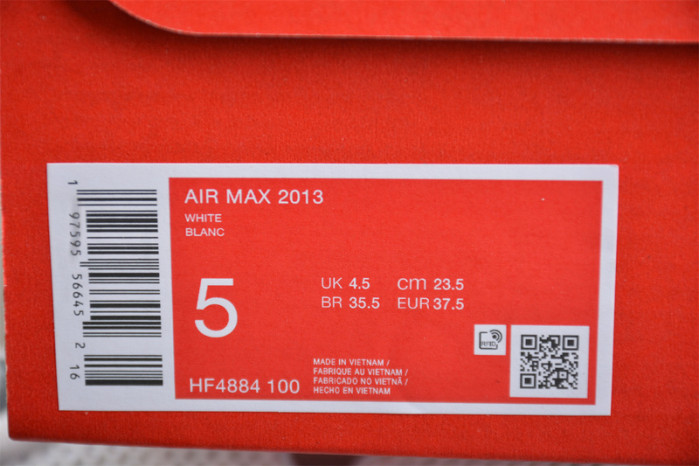 AIR MAX 2013
WHITE
BLANC
5
UK 4.5 cm 23.5
BR 35.5 EUR 37.5
MADE IN VIETNAM /
FABRIQUE AU VIETNAM /
FABRICADO NO VIETNÃ /
HECHO EN VIETNAM
HF4884 100
1 97595 56645 2 16